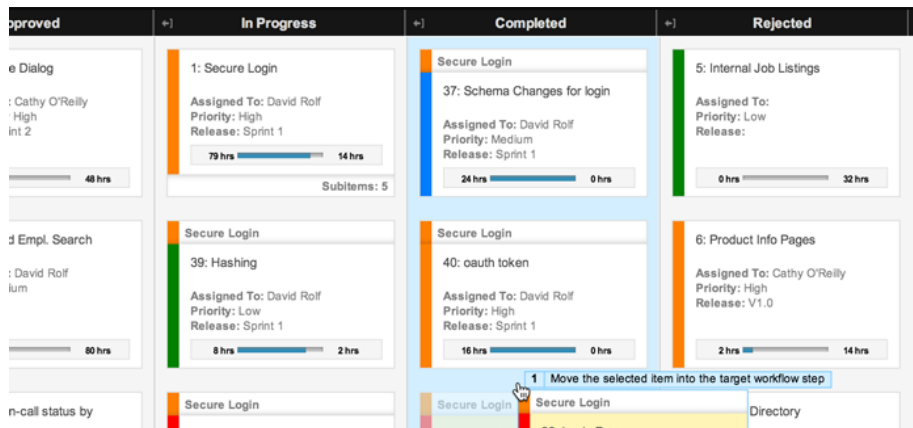 pproved
In Progress
Completed
Rejected
e Dialog
: Cathy O'Reilly
High
int 2
48 hrs
1: Secure Login
Assigned To: David Rolf
Priority: High
Release: Sprint 1
79 hrs 14 hrs
Subitems: 5
Secure Login
37: Schema Changes for login
Assigned To: David Rolf
Priority: Medium
Release: Sprint 1
24 hrs 0 hrs
5: Internal Job Listings
Assigned To:
Priority: Low
Release:
0 hrs 32 hrs
d Empl. Search
: David Rolf
ium
80 hrs
Secure Login
39: Hashing
Assigned To: David Rolf
Priority: Low
Release: Sprint 1
8 hrs 2 hrs
Secure Login
40: oauth token
Assigned To: David Rolf
Priority: High
Release: Sprint 1
16 hrs 0 hrs
6: Product Info Pages
Assigned To: Cathy O'Reilly
Priority: High
Release: V1.0
2 hrs 14 hrs
1 Move the selected item into the target workflow step
n-call status by
Secure Login
Secure Login
Secure Login
Directory